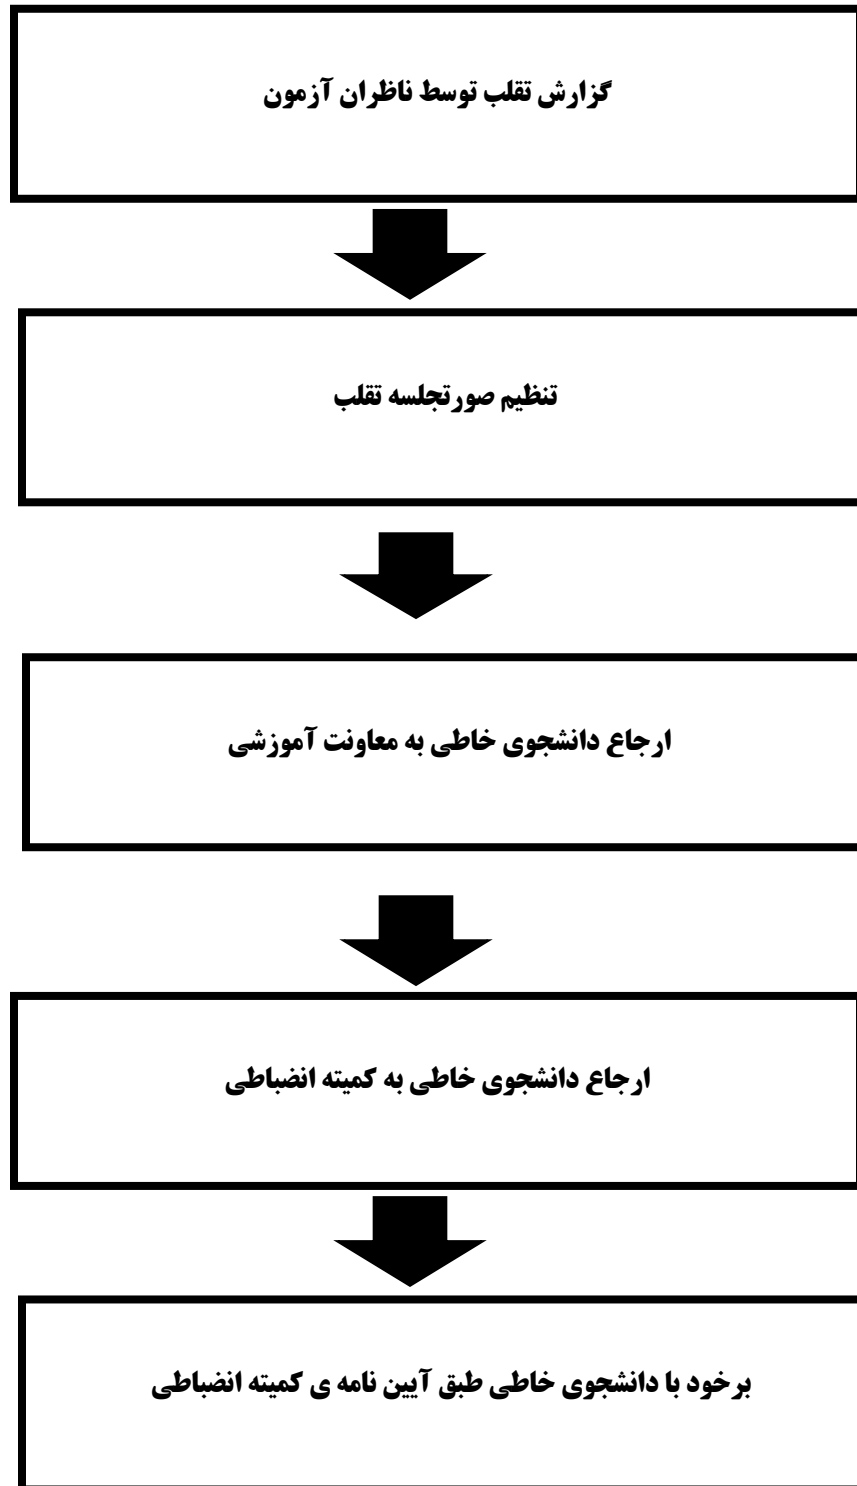 گزارش تقلب توسط ناظران آزمون
تنظیم صورتجلسه تقلب
ارجاع دانشجوی خاطی به معاونت آموزشی
ارجاع دانشجوی خاطی به کمیته انضباطی
برخود با دانشجوی خاطی طبق آیین نامه ی کمیته انضباطی